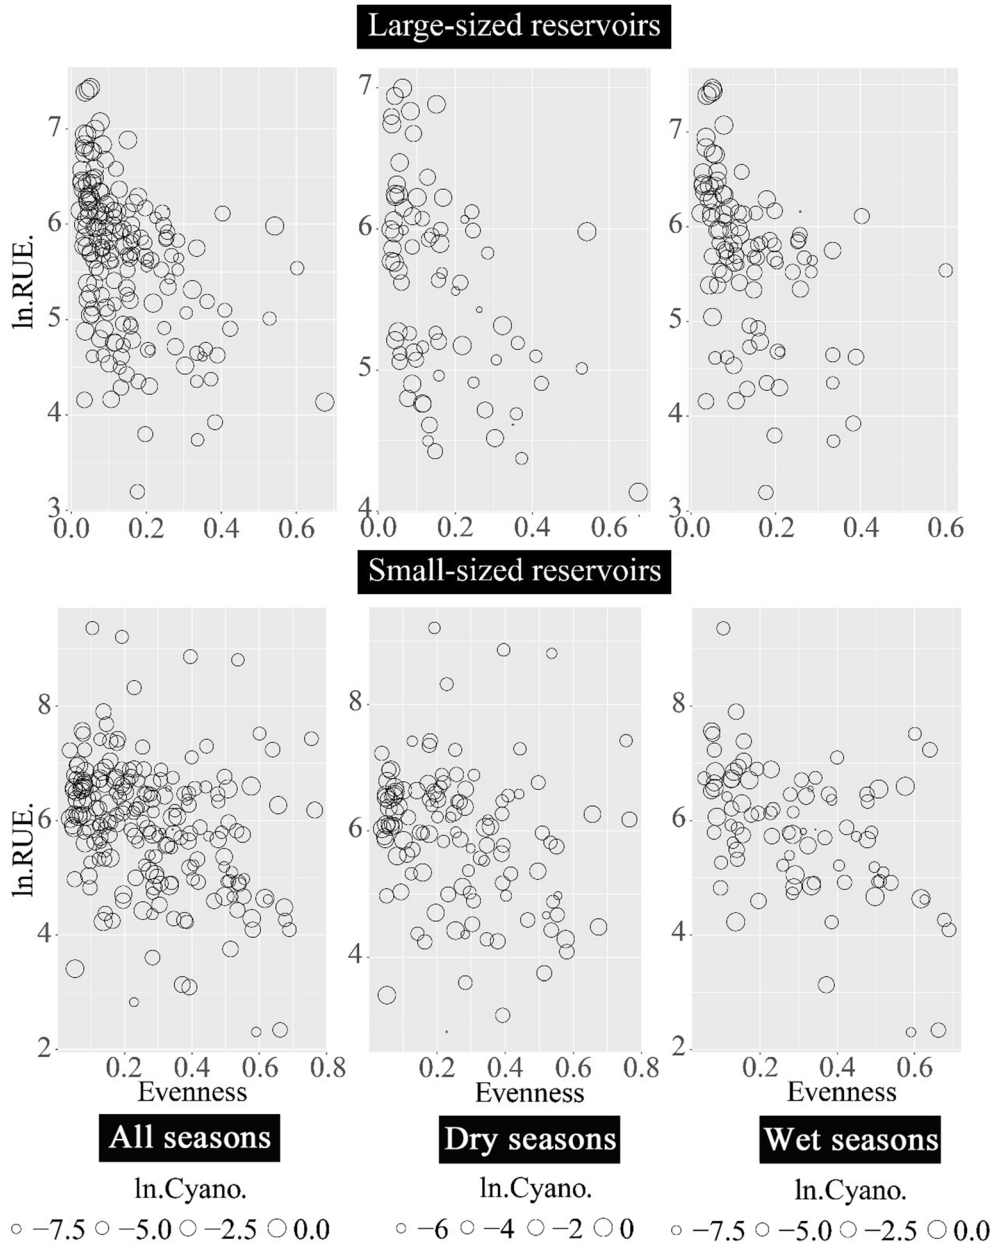 Large-sized reservoirs
7 7 7
6 6 6
5 5 5
4 4 4
3 3
0.0 0.2 0.4 0.6 0.0 0.2 0.4 0.6 0.0 0.2 0.4 0.6
ln.RUE.
Small-sized reservoirs
8 8 8
6 6 6
4 4 4
2 2
0.2 0.4 0.6 0.8 0.2 0.4 0.6 0.8 0.2 0.4 0.6
ln.RUE.
Evenness Evenness Evenness
All seasons Dry seasons Wet seasons
ln.Cyano. ln.Cyano. ln.Cyano.
−7.5 −5.0 −2.5 0.0 −6 −4 −2 0 −7.5 −5.0 −2.5 0.0